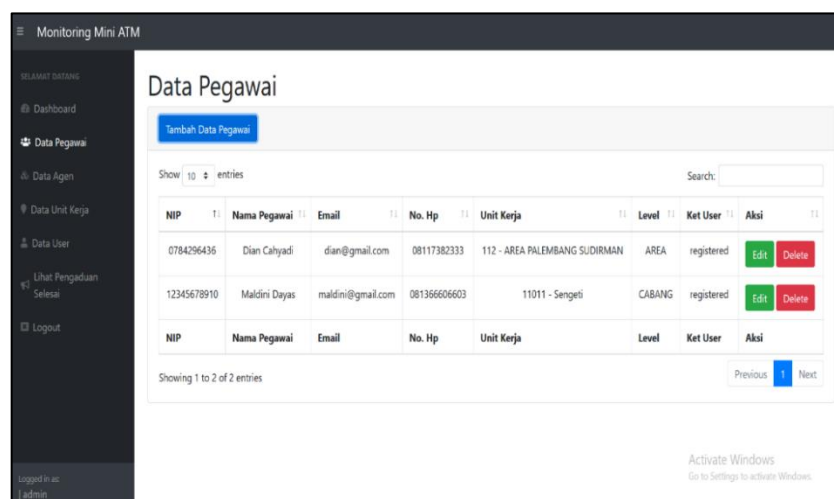 Monitoring Mini ATM
SELAMAT DATANG
Dashboard
Data Pegawai
Data Agen
Data Unit Kerja
Data User
Lihat Pengaduan
Selesai
Logout
Logged in as:
| admin
Data Pegawai
Tambah Data Pegawai
Show 10 entries
Search:
NIP Nama Pegawai Email No. Hp Unit Kerja Level Ket User Aksi
0784296436 Dian Cahyadi dian@gmail.com 08117382333 112 - AREA PALEMBANG SUDIRMAN AREA registered Edit Delete
12345678910 Maldini Dayas maldini@gmail.com 081366606603 11011 - Sengeti CABANG registered Edit Delete
NIP Nama Pegawai Email No. Hp Unit Kerja Level Ket User Aksi
Showing 1 to 2 of 2 entries
Previous 1 Next
Activate Windows
Go to Settings to activate Windows.